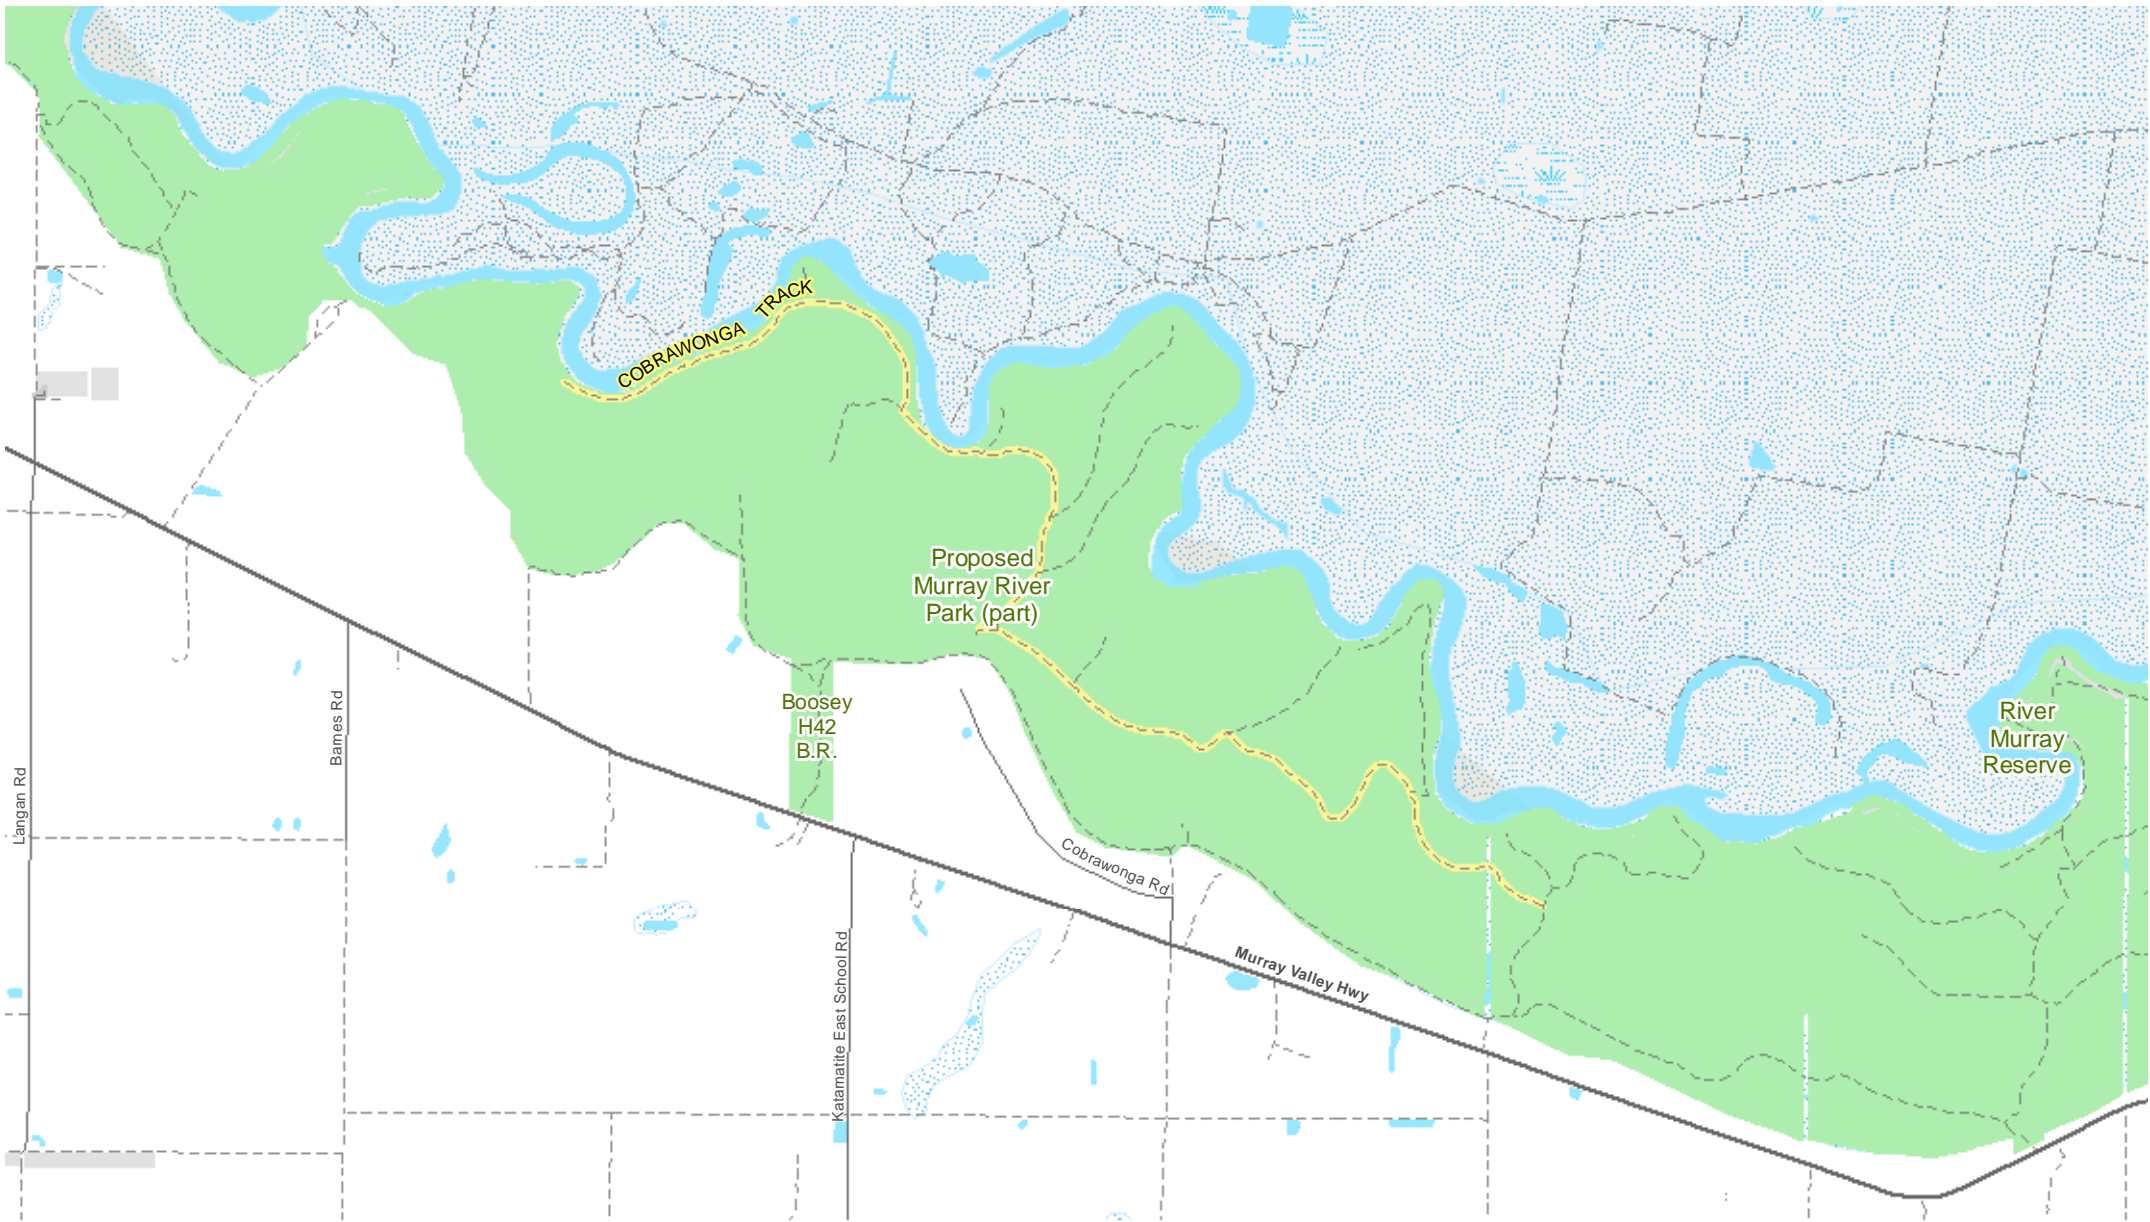 COBRAWONGA TRACK
Proposed
Murray River
Park (part)
Boosey
H42
B.R.
River
Murray
Reserve
Barnes Rd
Langan Rd
Cobrawonga Rd
Katamatite East School Rd
Murray Valley Hwy